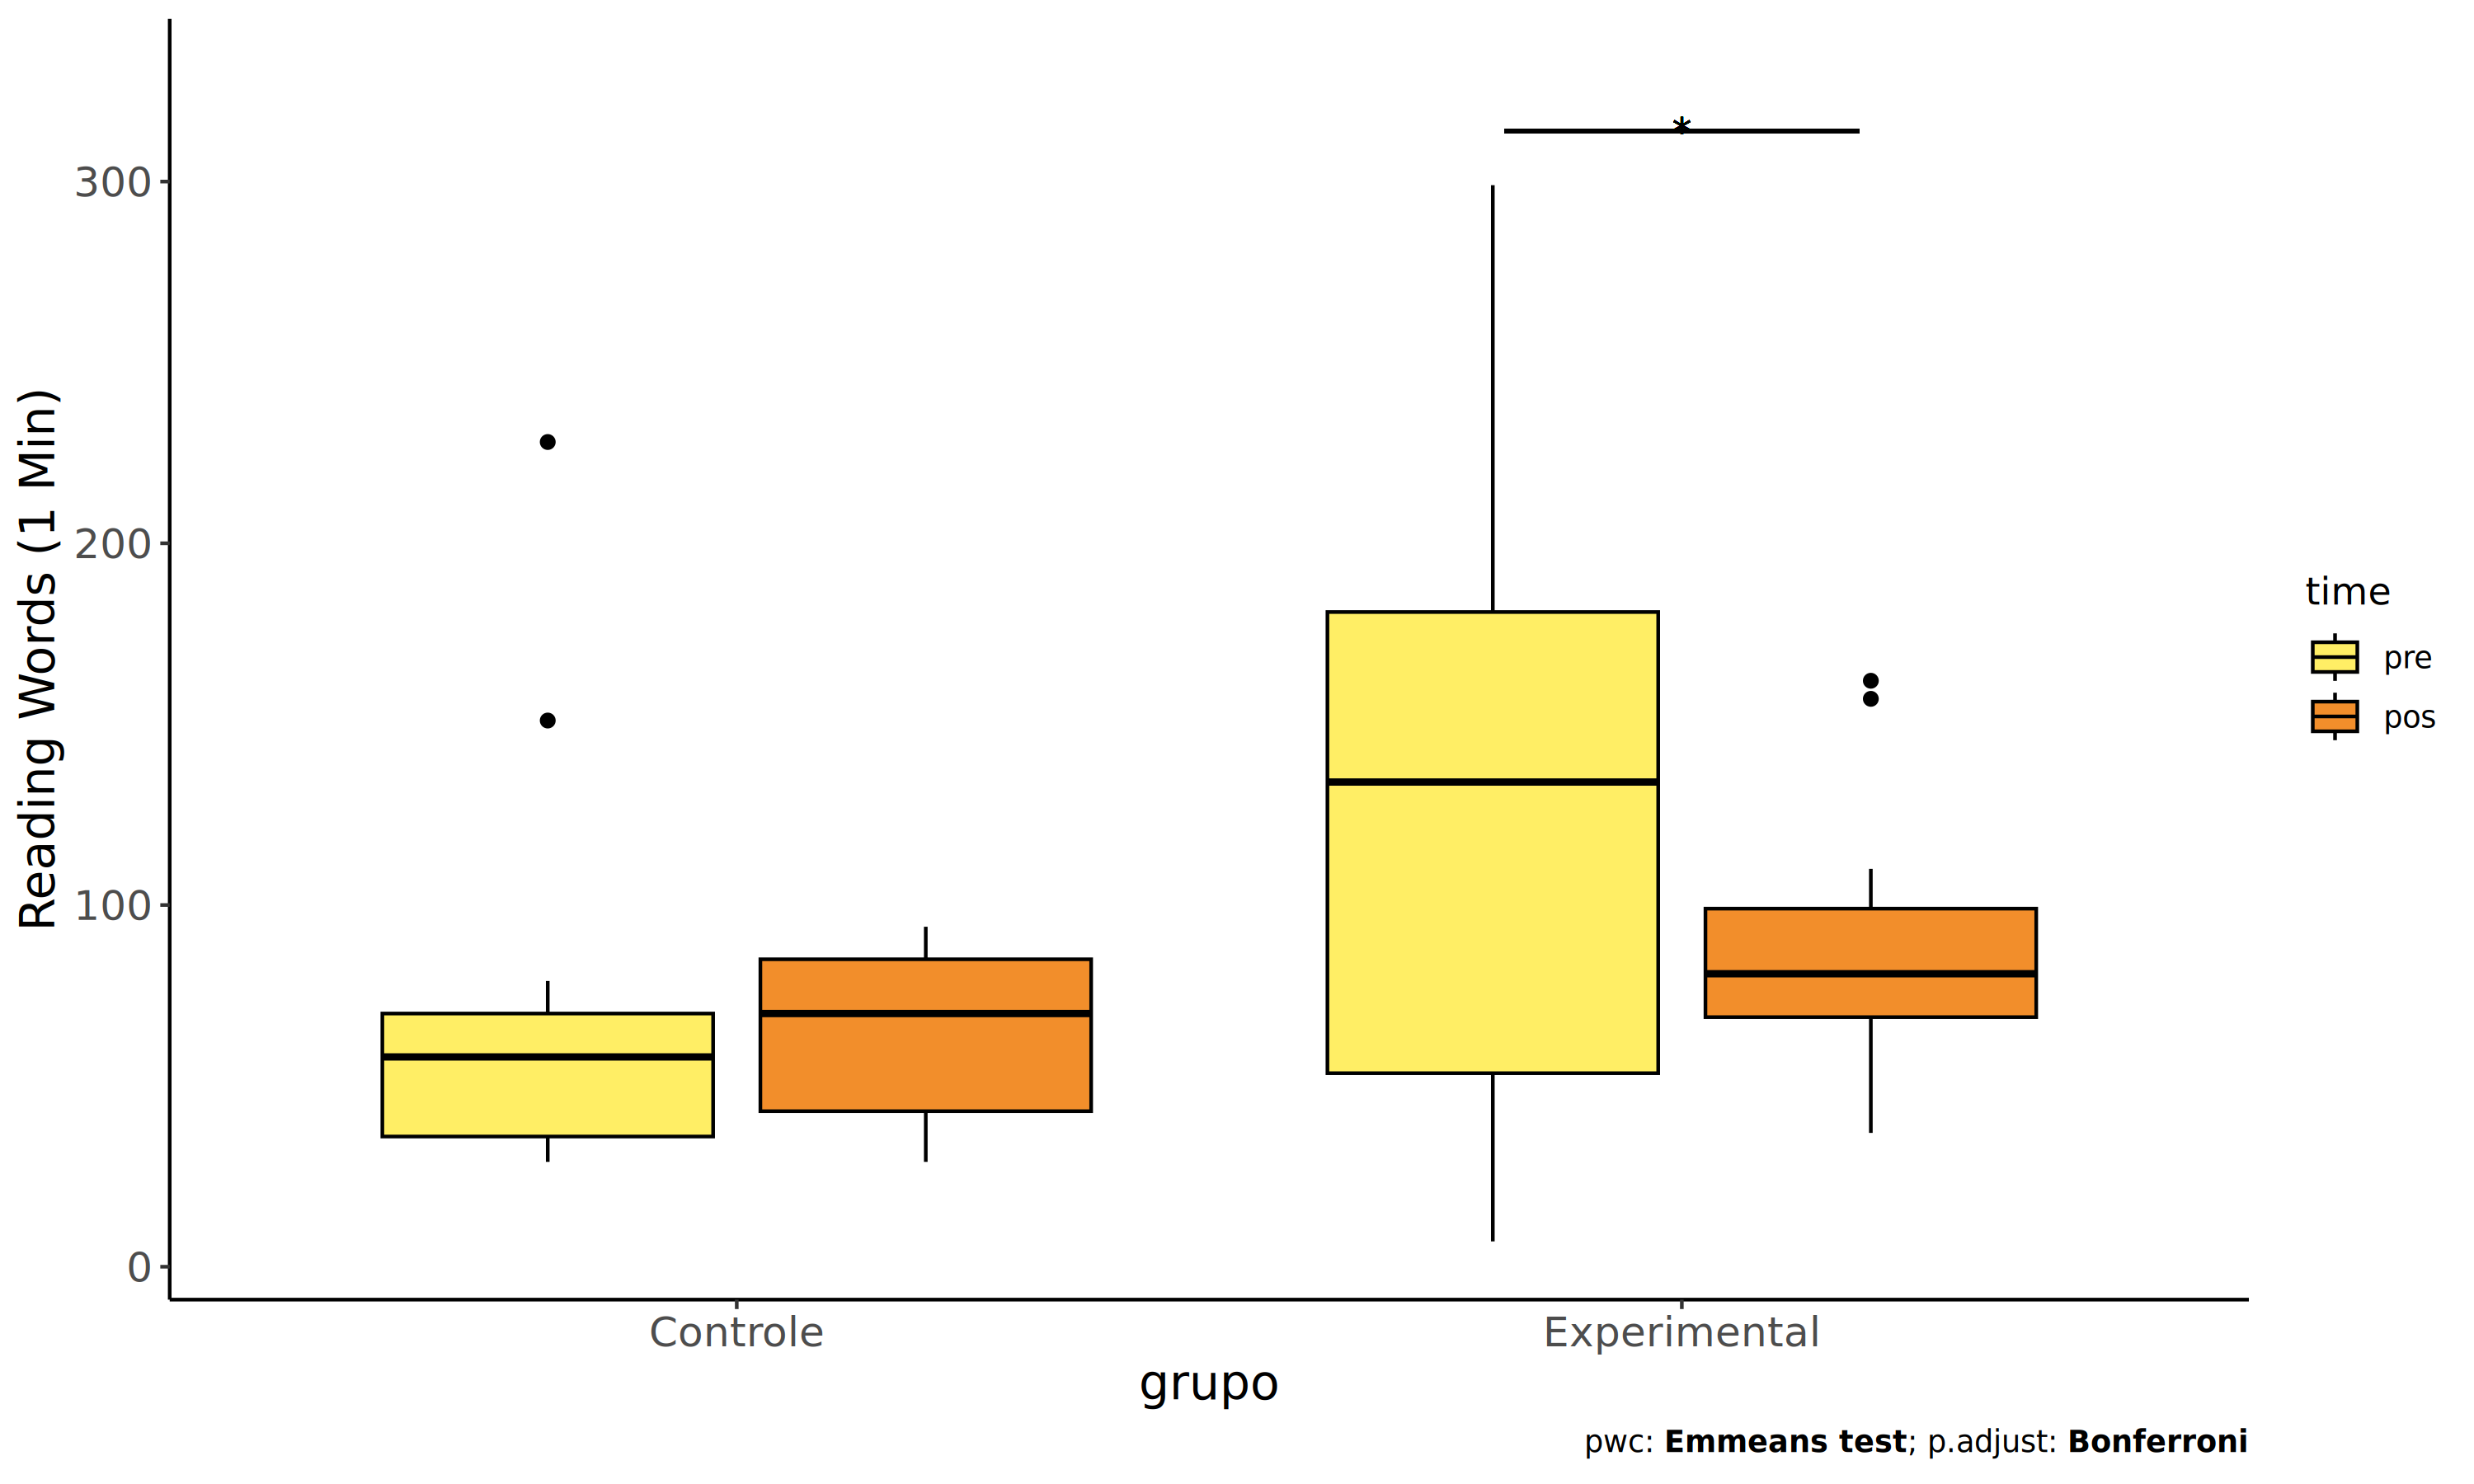 Reading Words (1 Min)
300
200
100
0
*
Controle
Experimental
grupo
time
pre
pos
pwc: Emmeans test; p.adjust: Bonferroni